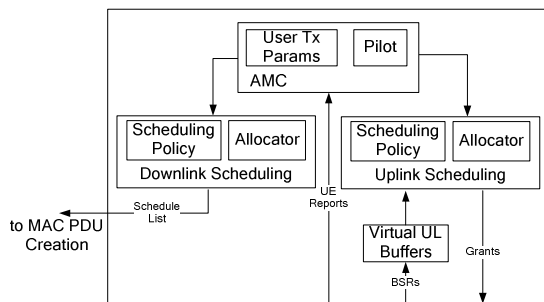 User Tx
Params
Pilot
AMC
Scheduling
Policy
Allocator
Downlink Scheduling
Scheduling
Policy
Allocator
Uplink Scheduling
Schedule
List
to MAC PDU
Creation
UE
Reports
Virtual UL
Buffers
BSRs
Grants